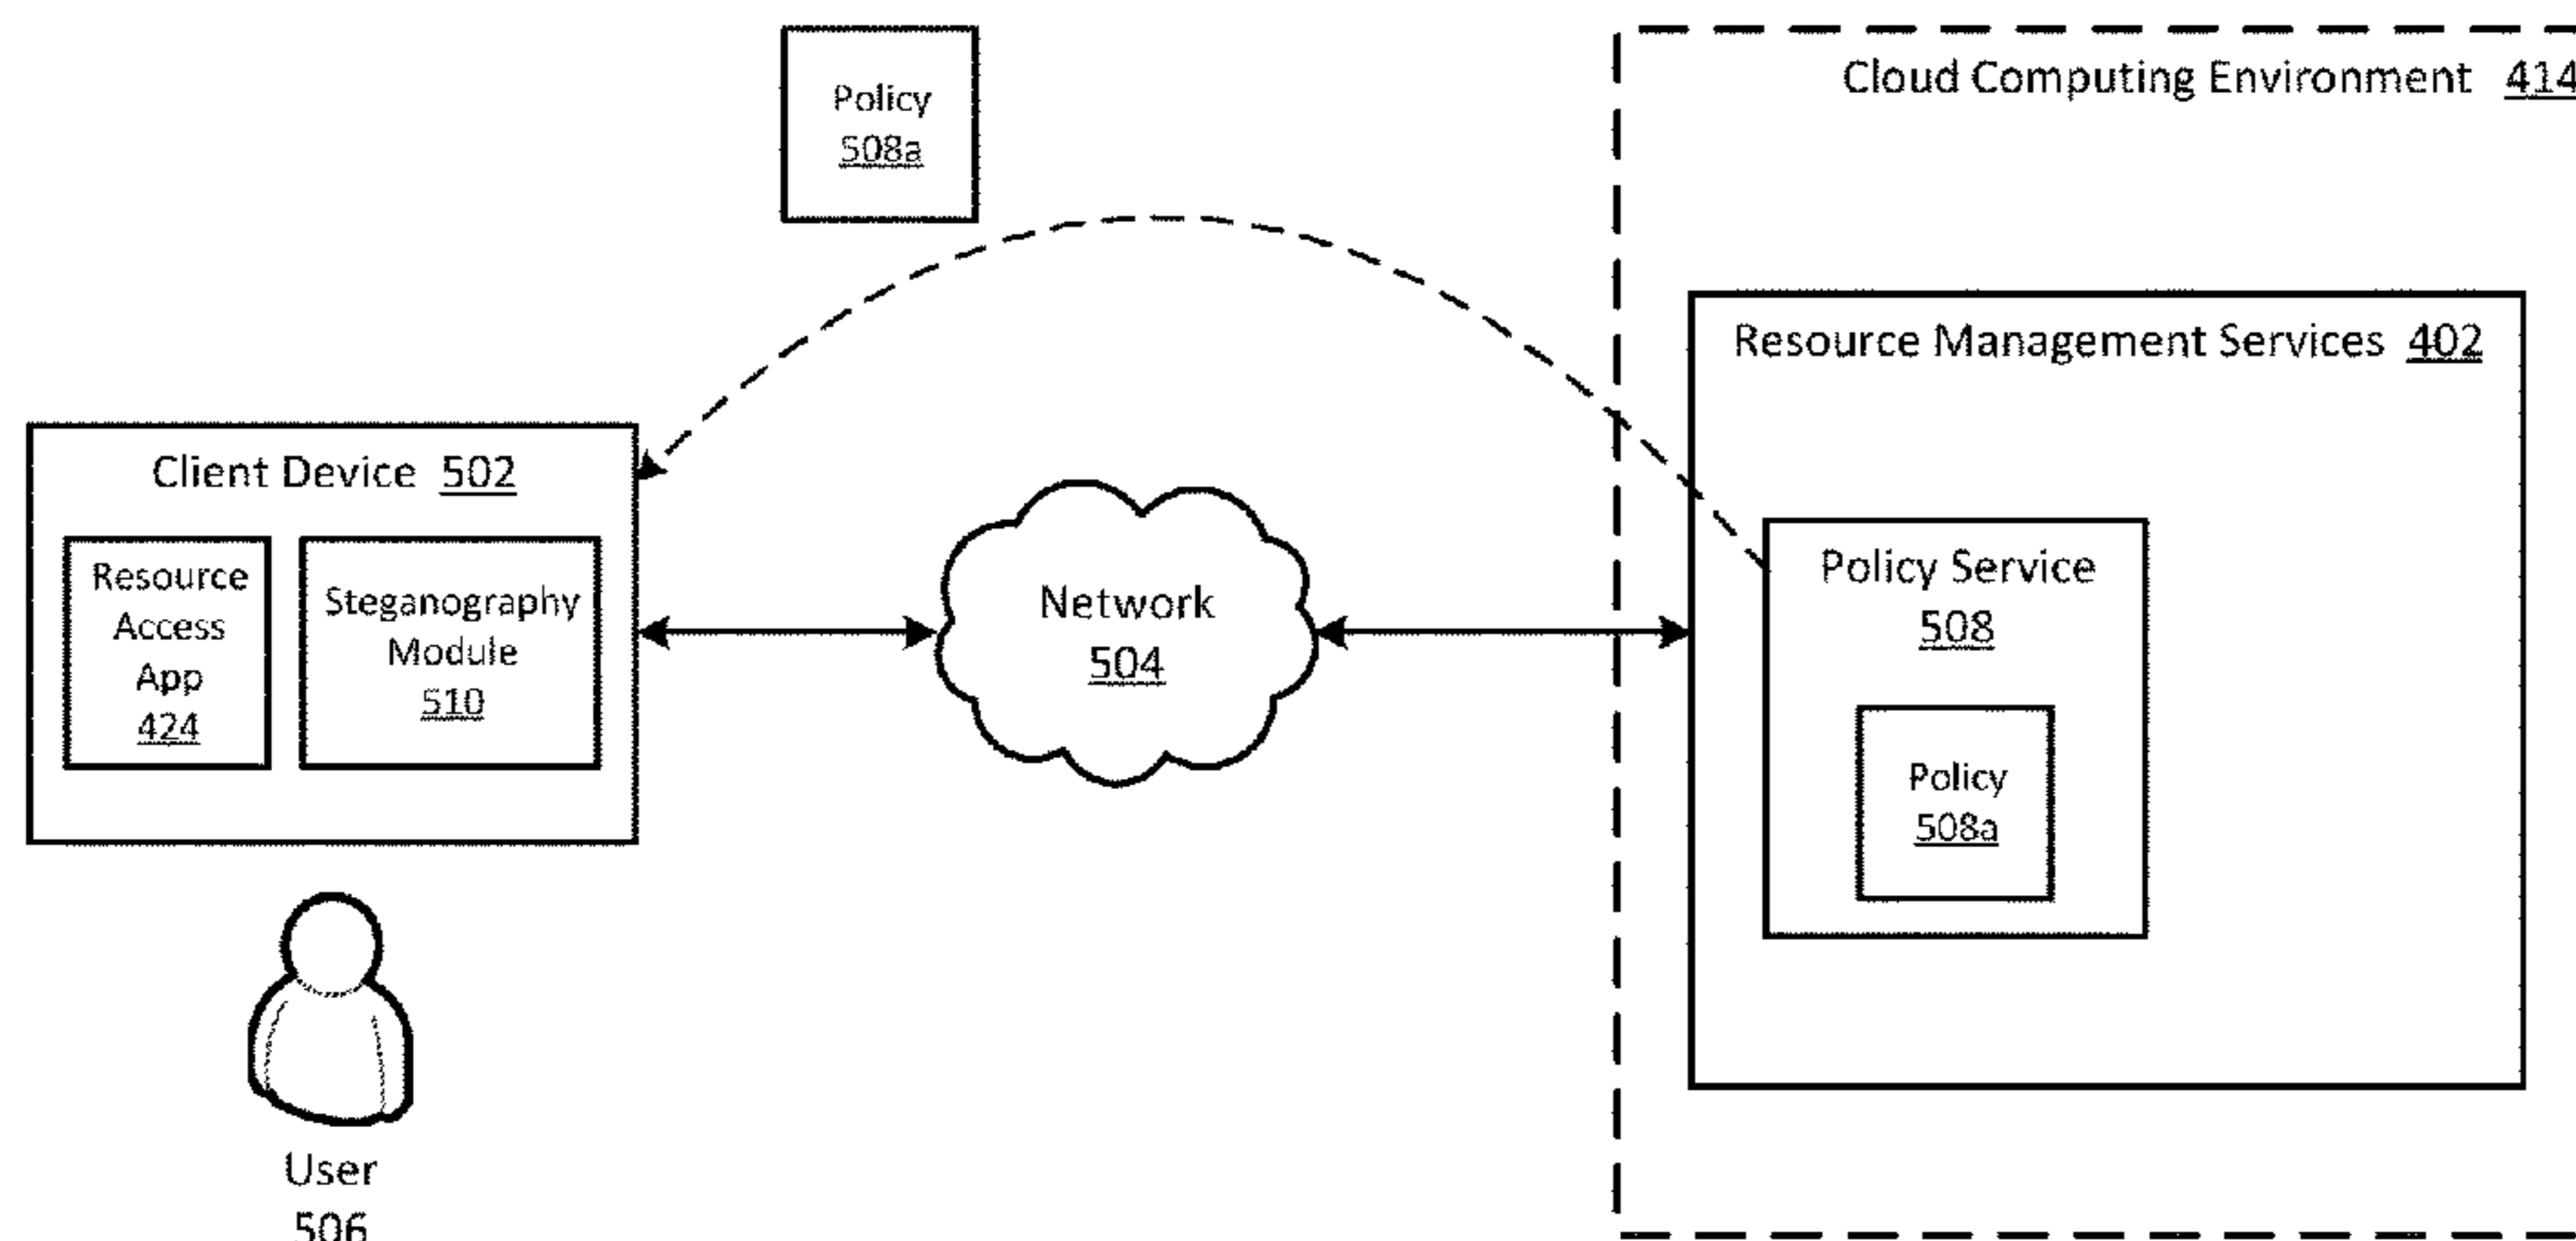 Policy
508a
Cloud Computing Environment 414
Resource Management Services 402
Client Device 502
Resource
Access
App
424
Steganography
Module
510
Network
504
Policy Service
508
Policy
508a
User
506